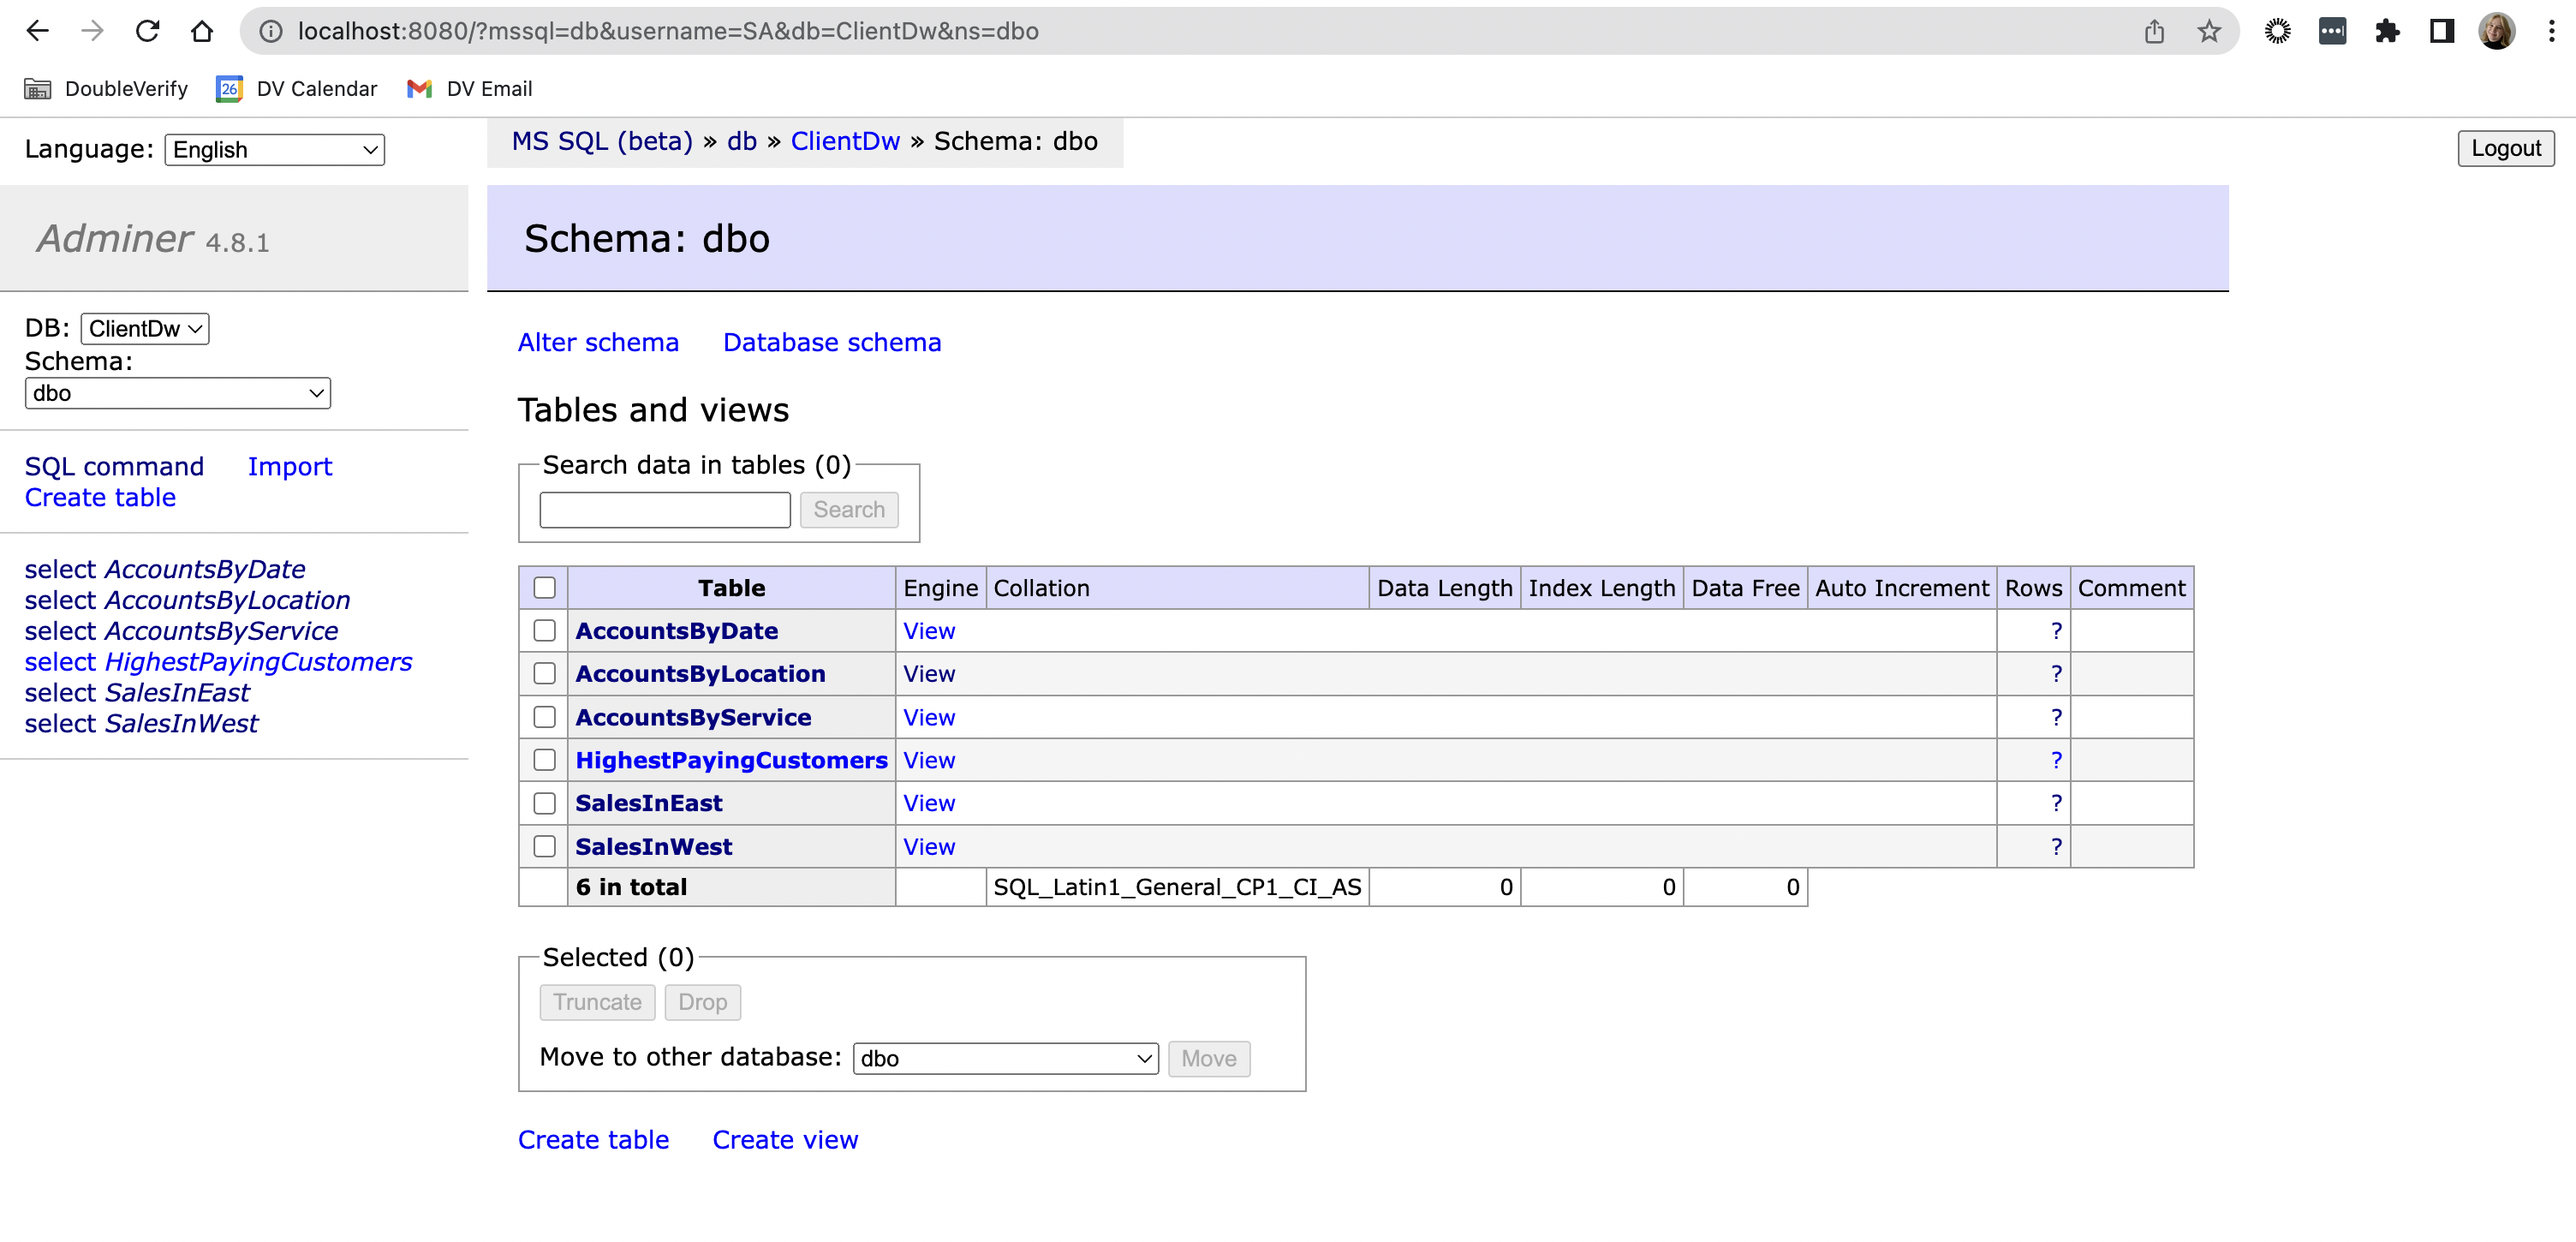 localhost:8080/?mssql=db&username=SA&db=ClientDw&ns=dbo
DoubleVerify 26 DV Calendar DV Email
Language: English
MS SQL (beta) » db » ClientDw » Schema: dbo
Logout
Adminer 4.8.1
Schema: dbo
DB: ClientDw
Schema:
dbo
SQL command Import
Create table
select AccountsByDate
select AccountsByLocation
select AccountsByService
select HighestPayingCustomers
select SalesInEast
select SalesInWest
Alter schema Database schema
Tables and views
Search data in tables (0)
Search
Table Engine Collation Data Length Index Length Data Free Auto Increment Rows Comment
AccountsByDate View ?
AccountsByLocation View ?
AccountsByService View ?
HighestPayingCustomers View ?
SalesInEast View ?
SalesInWest View ?
6 in total SQL_Latin1_General_CP1_CI_AS 0 0 0
Selected (0)
Truncate Drop
Move to other database: dbo Move
Create table Create view